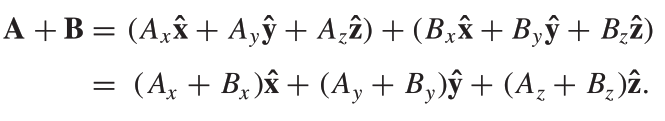 A + B = (Aₓx̂ + A_yŷ + A_zẑ) + (Bₓx̂ + B_yŷ + B_zẑ)
= (Aₓ + Bₓ)x̂ + (A_y + B_y)ŷ + (A_z + B_z)ẑ.